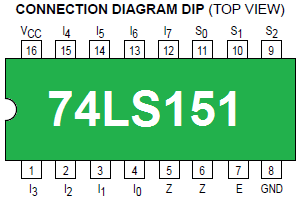 CONNECTION DIAGRAM DIP (TOP VIEW)
VCC I4 I5 I6 I7 S0 S1 S2
16 15 14 13 12 11 10 9
74LS151
1 2 3 4 5 6 7 8
I3 I2 I1 I0 Z Z E GND